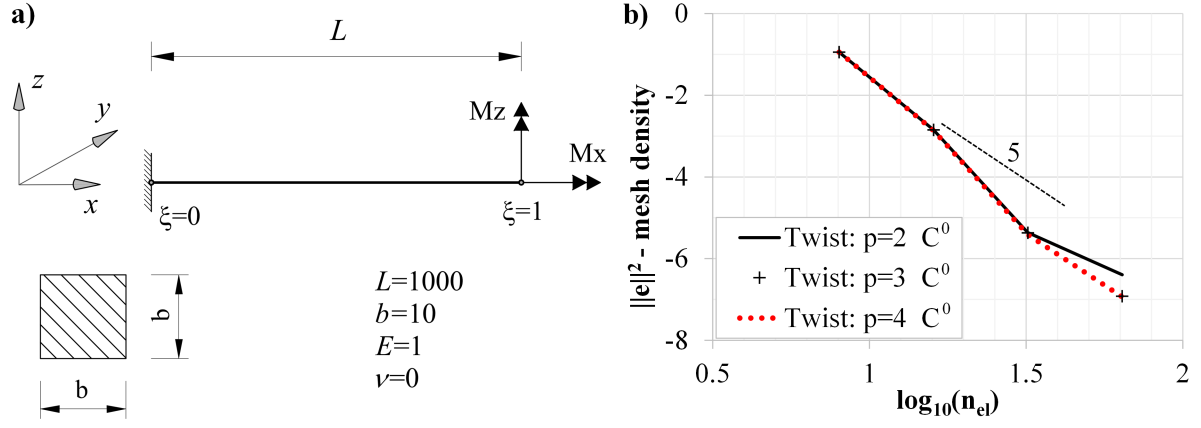 a)
L
z
y
x
Mz
Mx
ξ=0
ξ=1
b
b
L=1000
b=10
E=1
ν=0
b)
0
-2
-4
-6
-8
||e||² - mesh density
5
Twist: p=2 C⁰
Twist: p=3 C⁰
Twist: p=4 C⁰
0.5
1
1.5
2
log₁₀(nₑₗ)